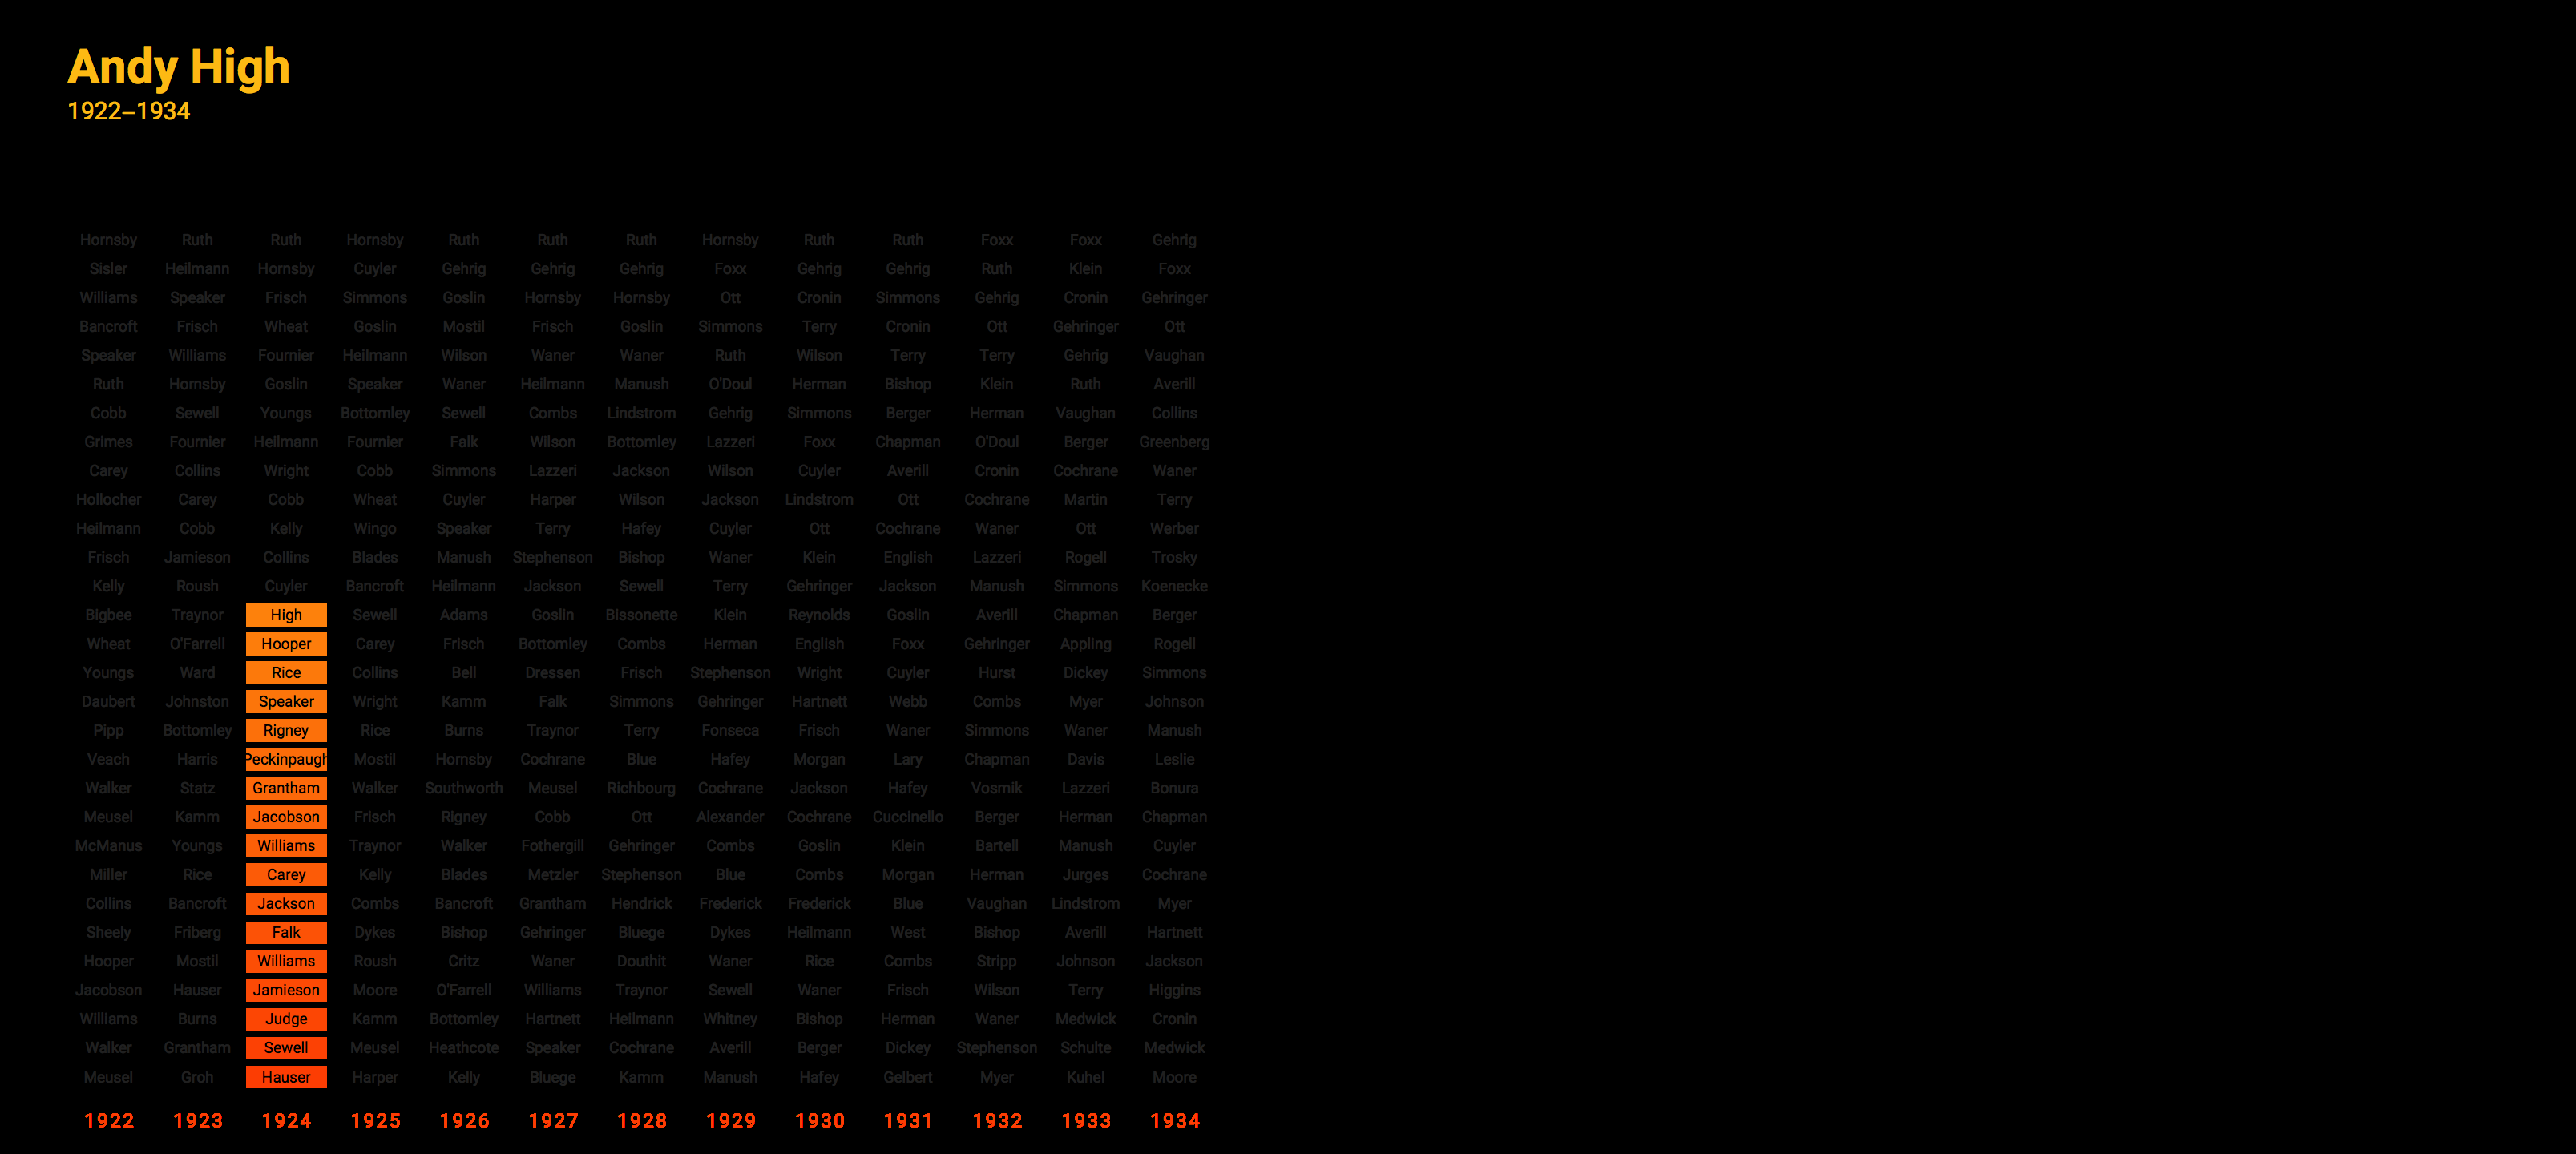 Andy High
1922–1934
Hornsby Ruth Ruth Hornsby Ruth Ruth Ruth Hornsby Ruth Ruth Foxx Foxx Gehrig
Sisler Heilmann Hornsby Cuyler Gehrig Gehrig Gehrig Foxx Gehrig Gehrig Ruth Klein Foxx
Williams Speaker Frisch Simmons Goslin Hornsby Hornsby Ott Cronin Simmons Gehrig Cronin Gehringer
Bancroft Frisch Wheat Goslin Mostil Frisch Goslin Simmons Terry Cronin Ott Gehringer Ott
Speaker Williams Fournier Heilmann Wilson Waner Waner Ruth Wilson Terry Terry Gehrig Vaughan
Ruth Hornsby Goslin Speaker Waner Heilmann Manush O'Doul Herman Bishop Klein Ruth Averill
Cobb Sewell Youngs Bottomley Sewell Combs Lindstrom Gehrig Simmons Berger Herman Vaughan Collins
Grimes Fournier Heilmann Fournier Falk Wilson Bottomley Lazzeri Foxx Chapman O'Doul Berger Greenberg
Carey Collins Wright Cobb Simmons Lazzeri Jackson Wilson Cuyler Averill Cronin Cochrane Waner
Hollocher Carey Cobb Wheat Cuyler Harper Wilson Jackson Lindstrom Ott Cochrane Martin Terry
Heilmann Cobb Kelly Wingo Speaker Terry Hafey Cuyler Ott Cochrane Waner Ott Werber
Frisch Jamieson Collins Blades Manush Stephenson Bishop Waner Klein English Lazzeri Rogell Trosky
Kelly Roush Cuyler Bancroft Heilmann Jackson Sewell Terry Gehringer Jackson Manush Simmons Koenecke
Bigbee Traynor High Sewell Adams Goslin Bissonette Klein Reynolds Goslin Averill Chapman Berger
Wheat O'Farrell Hooper Carey Frisch Bottomley Combs Herman English Foxx Gehringer Appling Rogell
Youngs Ward Rice Collins Bell Dressen Frisch Stephenson Wright Cuyler Hurst Dickey Simmons
Daubert Johnston Speaker Wright Kamm Falk Simmons Gehringer Hartnett Webb Combs Myer Johnson
Pipp Bottomley Rigney Rice Burns Traynor Terry Fonseca Frisch Waner Simmons Waner Manush
Veach Harris Peckinpaugh Mostil Hornsby Cochrane Blue Hafey Morgan Lary Chapman Davis Leslie
Walker Statz Grantham Walker Southworth Meusel Richbourg Cochrane Jackson Hafey Vosmik Lazzeri Bonura
Meusel Kamm Jacobson Frisch Rigney Cobb Ott Alexander Cochrane Cuccinello Berger Herman Chapman
McManus Youngs Williams Traynor Walker Fothergill Gehringer Combs Goslin Klein Bartell Manush Cuyler
Miller Rice Carey Kelly Blades Metzler Stephenson Blue Combs Morgan Herman Jurges Cochrane
Collins Bancroft Jackson Combs Bancroft Grantham Hendrick Frederick Frederick Blue Vaughan Lindstrom Myer
Sheely Friberg Falk Dykes Bishop Gehringer Bluege Dykes Heilmann West Bishop Averill Hartnett
Hooper Mostil Williams Roush Critz Waner Douthit Waner Rice Combs Stripp Johnson Jackson
Jacobson Hauser Jamieson Moore O'Farrell Williams Traynor Sewell Waner Frisch Wilson Terry Higgins
Williams Burns Judge Kamm Bottomley Hartnett Heilmann Whitney Bishop Herman Waner Medwick Cronin
Walker Grantham Sewell Meusel Heathcote Speaker Cochrane Averill Berger Dickey Stephenson Schulte Medwick
Meusel Groh Hauser Harper Kelly Bluege Kamm Manush Hafey Gelbert Myer Kuhel Moore
1922 1923 1924 1925 1926 1927 1928 1929 1930 1931 1932 1933 1934